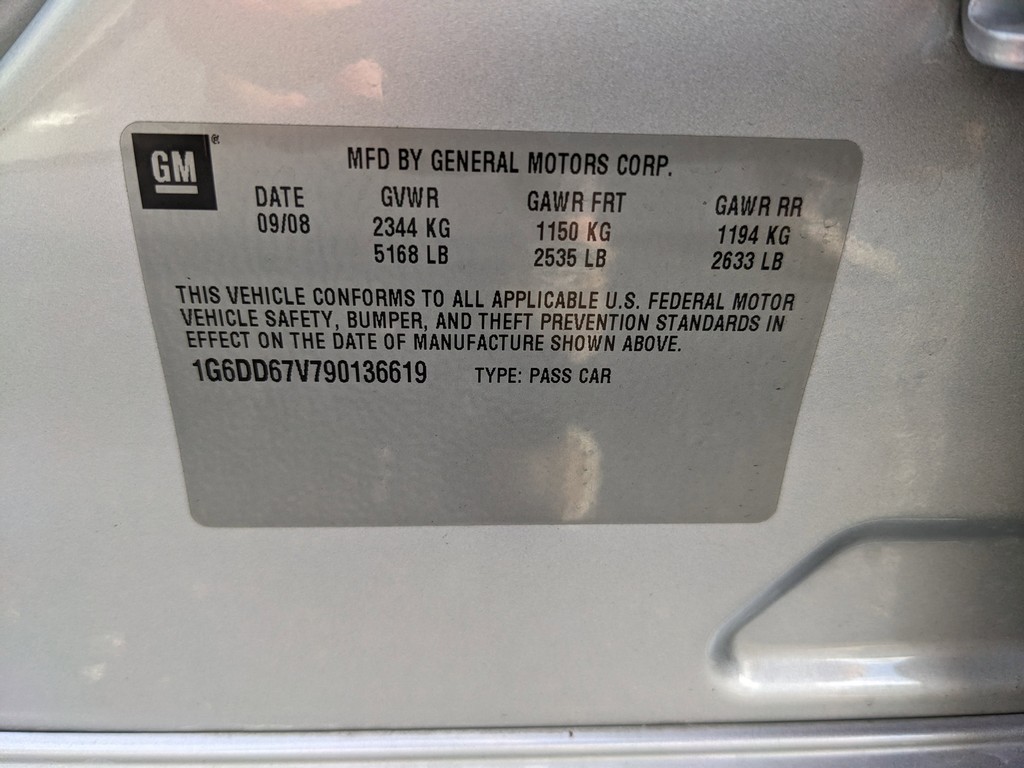 GM ®
MFD BY GENERAL MOTORS CORP.
DATE GVWR GAWR FRT GAWR RR
09/08 2344 KG 1150 KG 1194 KG
5168 LB 2535 LB 2633 LB
THIS VEHICLE CONFORMS TO ALL APPLICABLE U.S. FEDERAL MOTOR
VEHICLE SAFETY, BUMPER, AND THEFT PREVENTION STANDARDS IN
EFFECT ON THE DATE OF MANUFACTURE SHOWN ABOVE.
1G6DD67V790136619 TYPE: PASS CAR